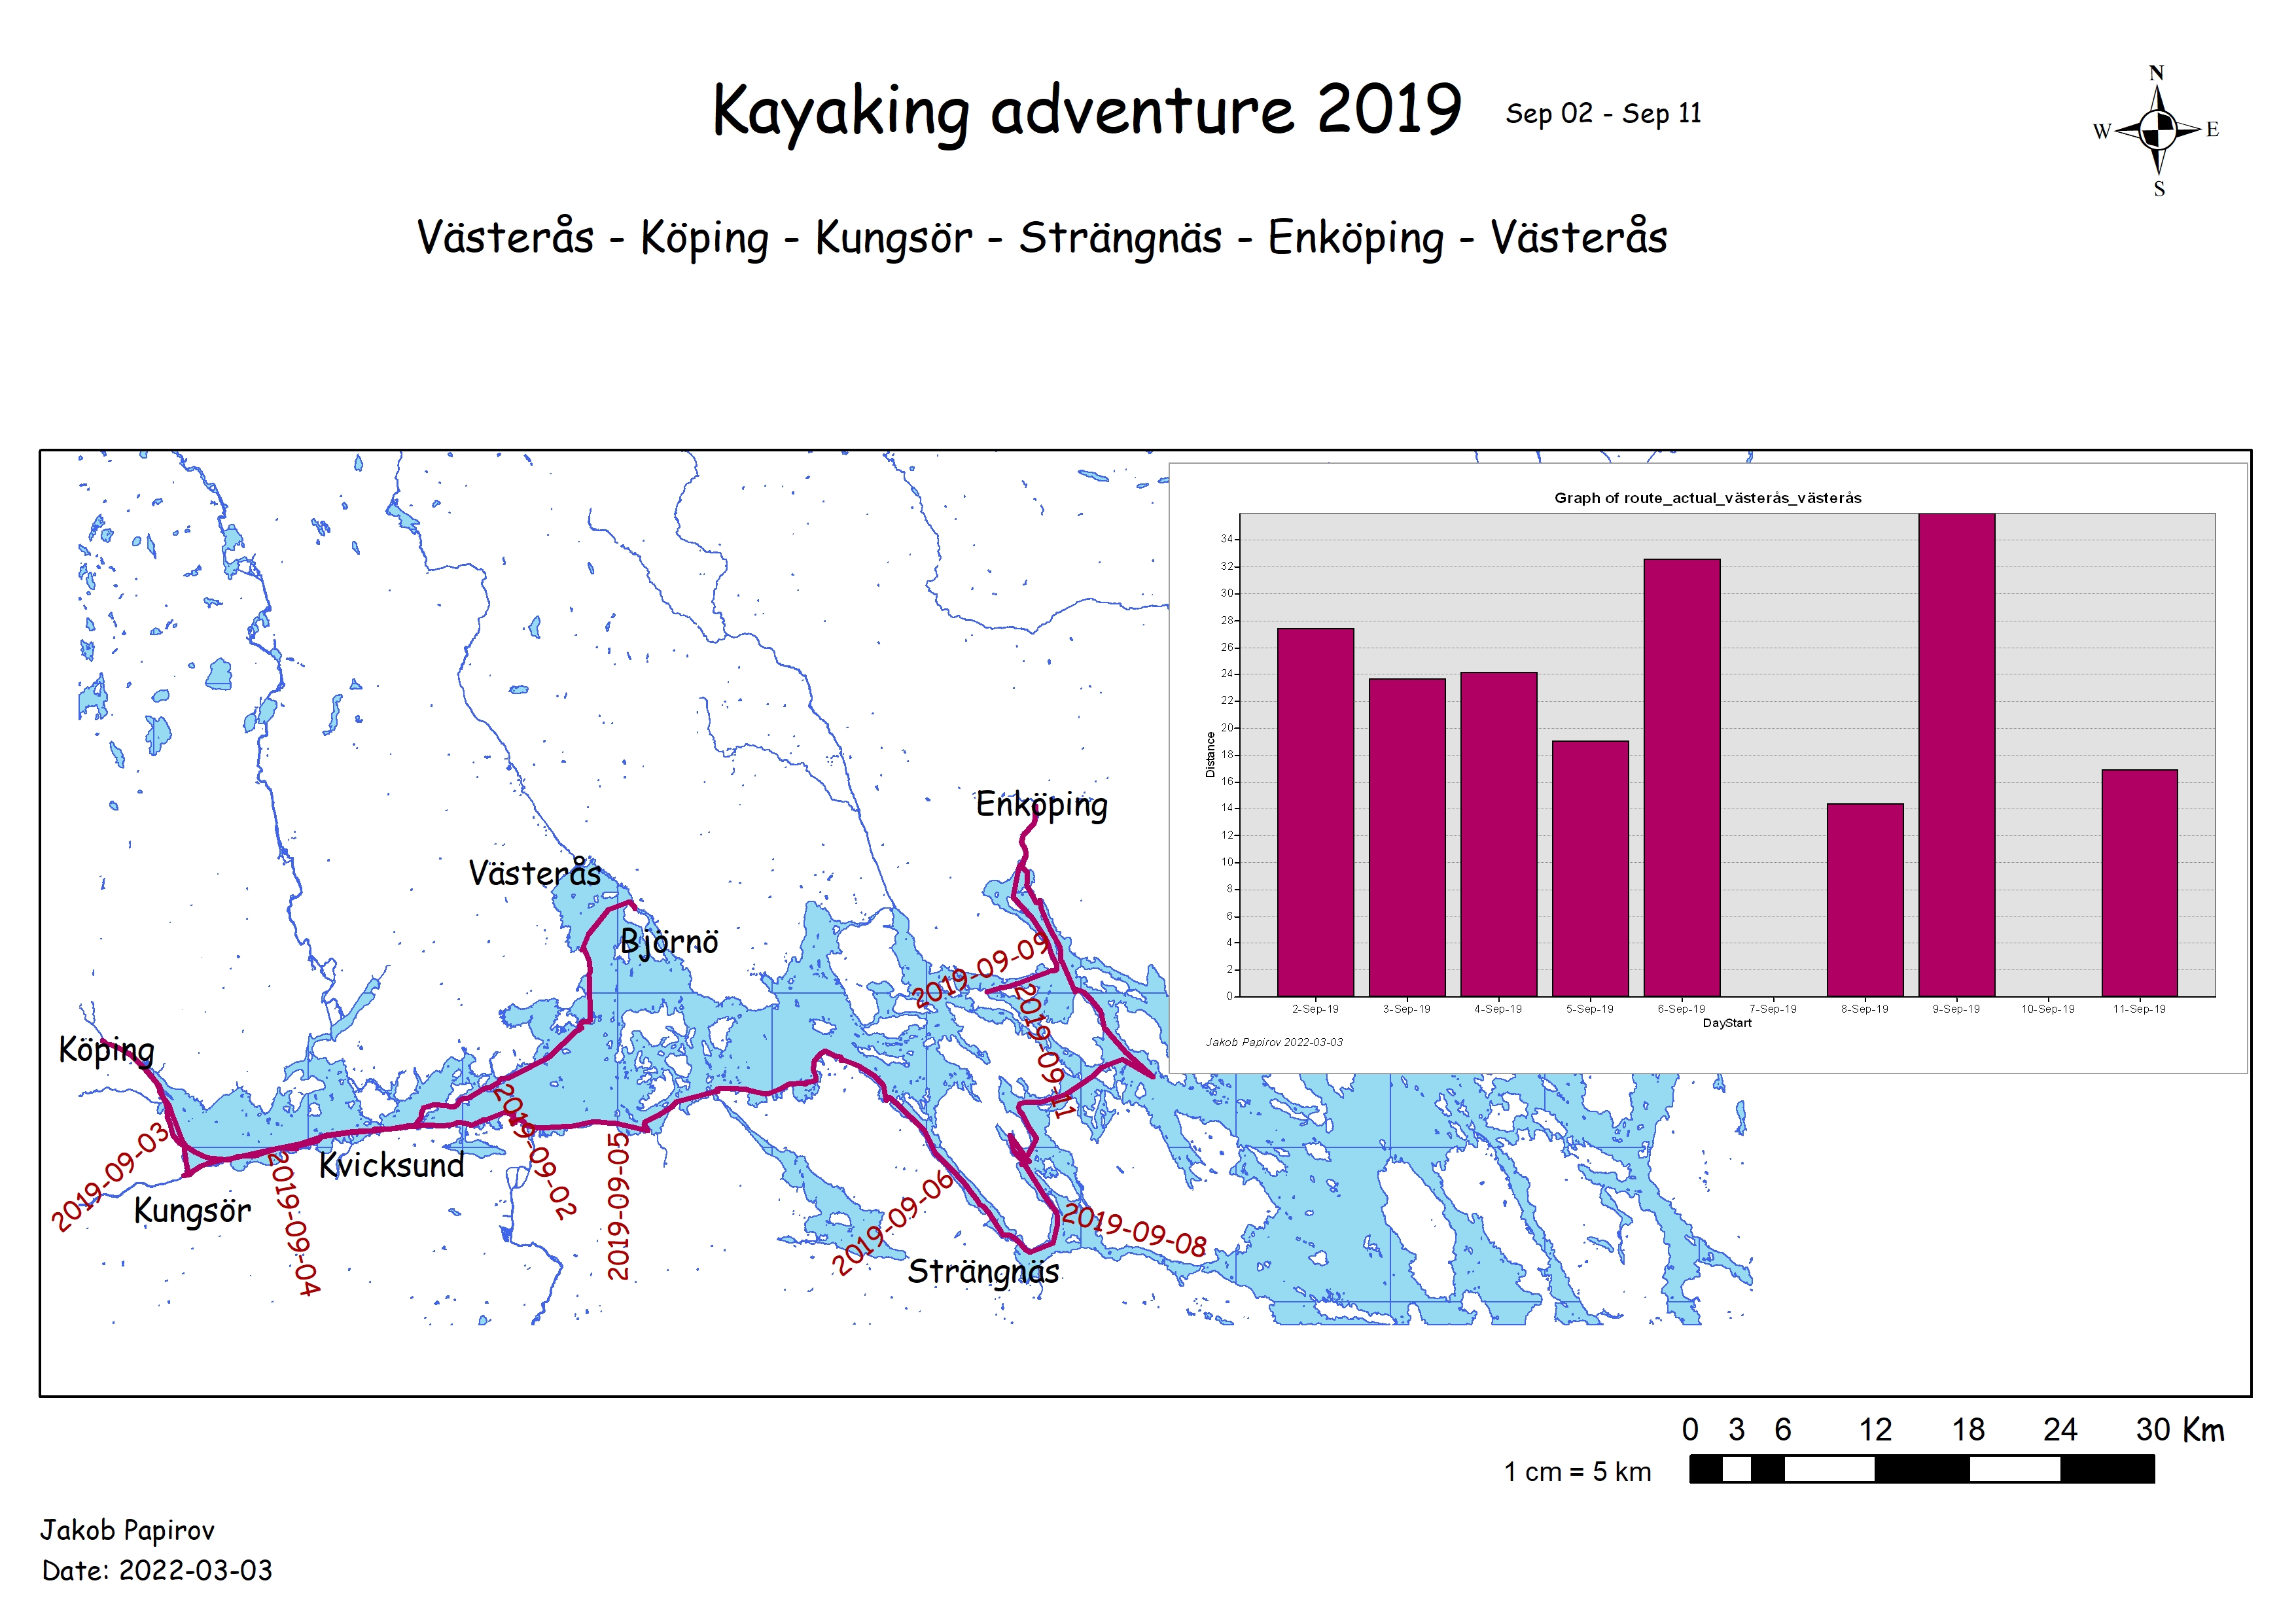 Kayaking adventure 2019 Sep 02 - Sep 11
N
W E
S
Västerås - Köping - Kungsör - Strängnäs - Enköping - Västerås
Graph of route_actual_västerås_västerås
34
32
30
28
26
24
22
20
18
16
14
12
10
8
6
4
2
0
Distance
2-Sep-19 3-Sep-19 4-Sep-19 5-Sep-19 6-Sep-19 7-Sep-19 8-Sep-19 9-Sep-19 10-Sep-19 11-Sep-19
DayStart
Jakob Papirov 2022-03-03
Enköping
Västerås
Björnö
2019-09-09
2019-09-11
Köping
2019-09-03
Kvicksund
2019-09-02
2019-09-05
Kungsör
2019-09-04
2019-09-06
2019-09-08
Strängnäs
0 3 6 12 18 24 30 Km
1 cm = 5 km
Jakob Papirov
Date: 2022-03-03